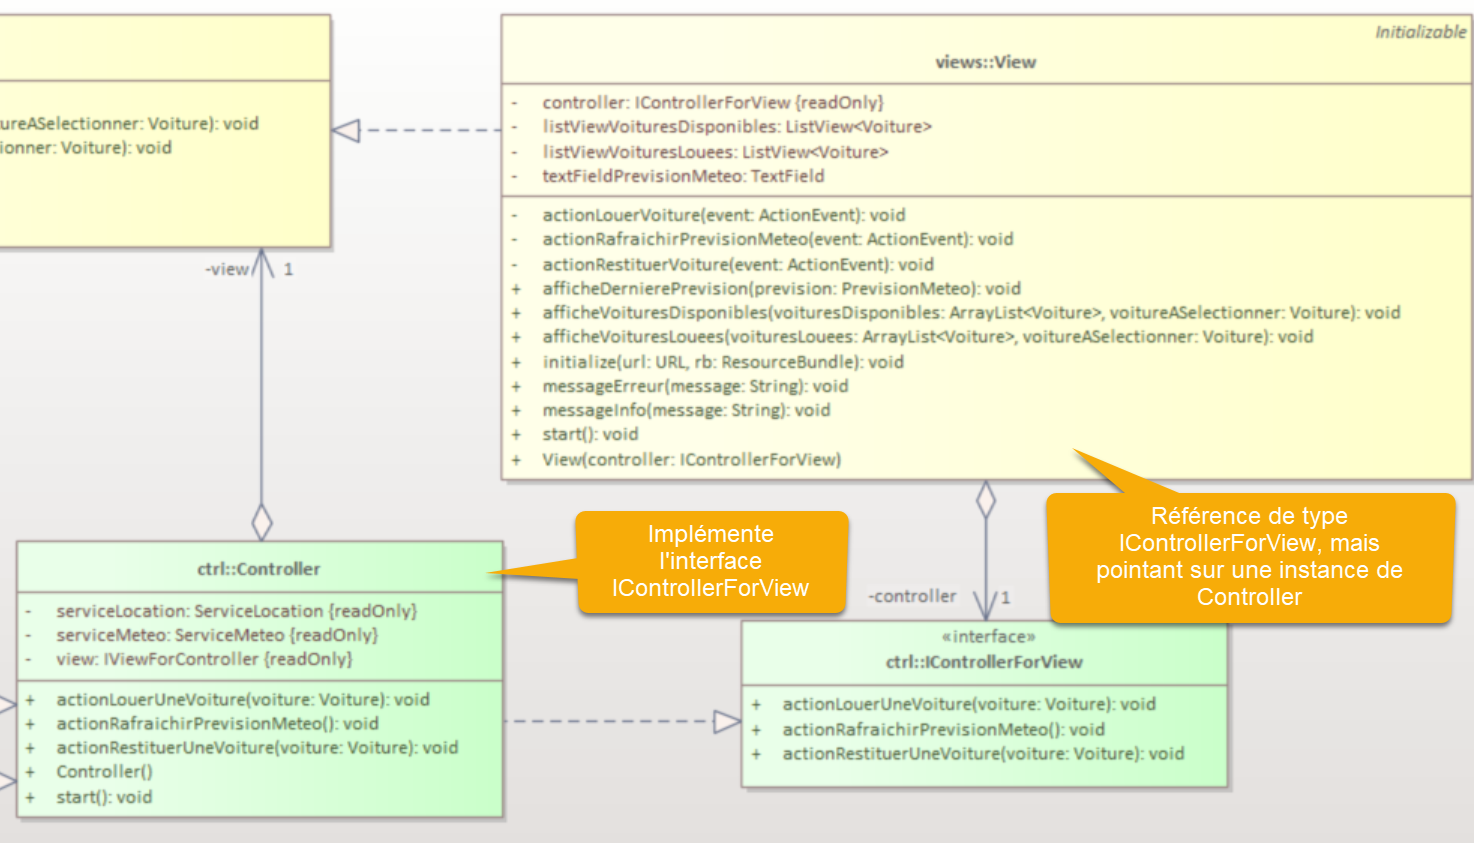 Initializable
views::View
- controller: IControllerForView {readOnly}
- listViewVoituresDisponibles: ListView<Voiture>
- listViewVoituresLouees: ListView<Voiture>
- textFieldPrevisionMeteo: TextField
- actionLouerVoiture(event: ActionEvent): void
- actionRafraichirPrevisionMeteo(event: ActionEvent): void
- actionRestituerVoiture(event: ActionEvent): void
+ afficheDernierePrevision(prevision: PrevisionMeteo): void
+ afficheVoituresDisponibles(voituresDisponibles: ArrayList<Voiture>, voitureASelectionner: Voiture): void
+ afficheVoituresLouees(voituresLouees: ArrayList<Voiture>, voitureASelectionner: Voiture): void
+ initialize(url: URL, rb: ResourceBundle): void
+ messageErreur(message: String): void
+ messageInfo(message: String): void
+ start(): void
+ View(controller: IControllerForView)
ureASelectionner: Voiture): void
ionner: Voiture): void
-view 1
Implémente
l'interface
IControllerForView
Référence de type
IControllerForView, mais
pointant sur une instance de
Controller
ctrl::Controller
- serviceLocation: ServiceLocation {readOnly}
- serviceMeteo: ServiceMeteo {readOnly}
- view: IViewForController {readOnly}
+ actionLouerUneVoiture(voiture: Voiture): void
+ actionRafraichirPrevisionMeteo(): void
+ actionRestituerUneVoiture(voiture: Voiture): void
+ Controller()
+ start(): void
-controller 1
«interface»
ctrl::IControllerForView
+ actionLouerUneVoiture(voiture: Voiture): void
+ actionRafraichirPrevisionMeteo(): void
+ actionRestituerUneVoiture(voiture: Voiture): void